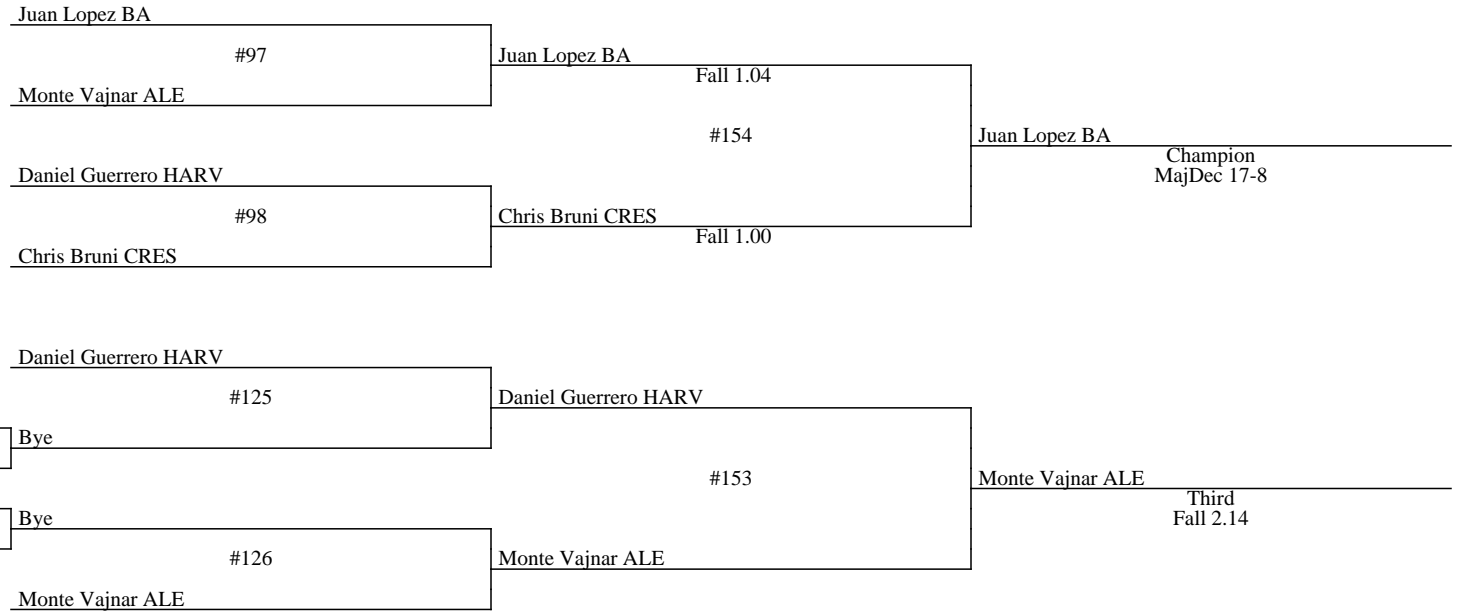 Juan Lopez BA
#97
Monte Vajnar ALE
Juan Lopez BA
Fall 1.04
#154
Juan Lopez BA
Champion
MajDec 17-8
Daniel Guerrero HARV
#98
Chris Bruni CRES
Chris Bruni CRES
Fall 1.00
Daniel Guerrero HARV
#125
Bye
Daniel Guerrero HARV
#153
Monte Vajnar ALE
Third
Fall 2.14
Bye
#126
Monte Vajnar ALE
Monte Vajnar ALE